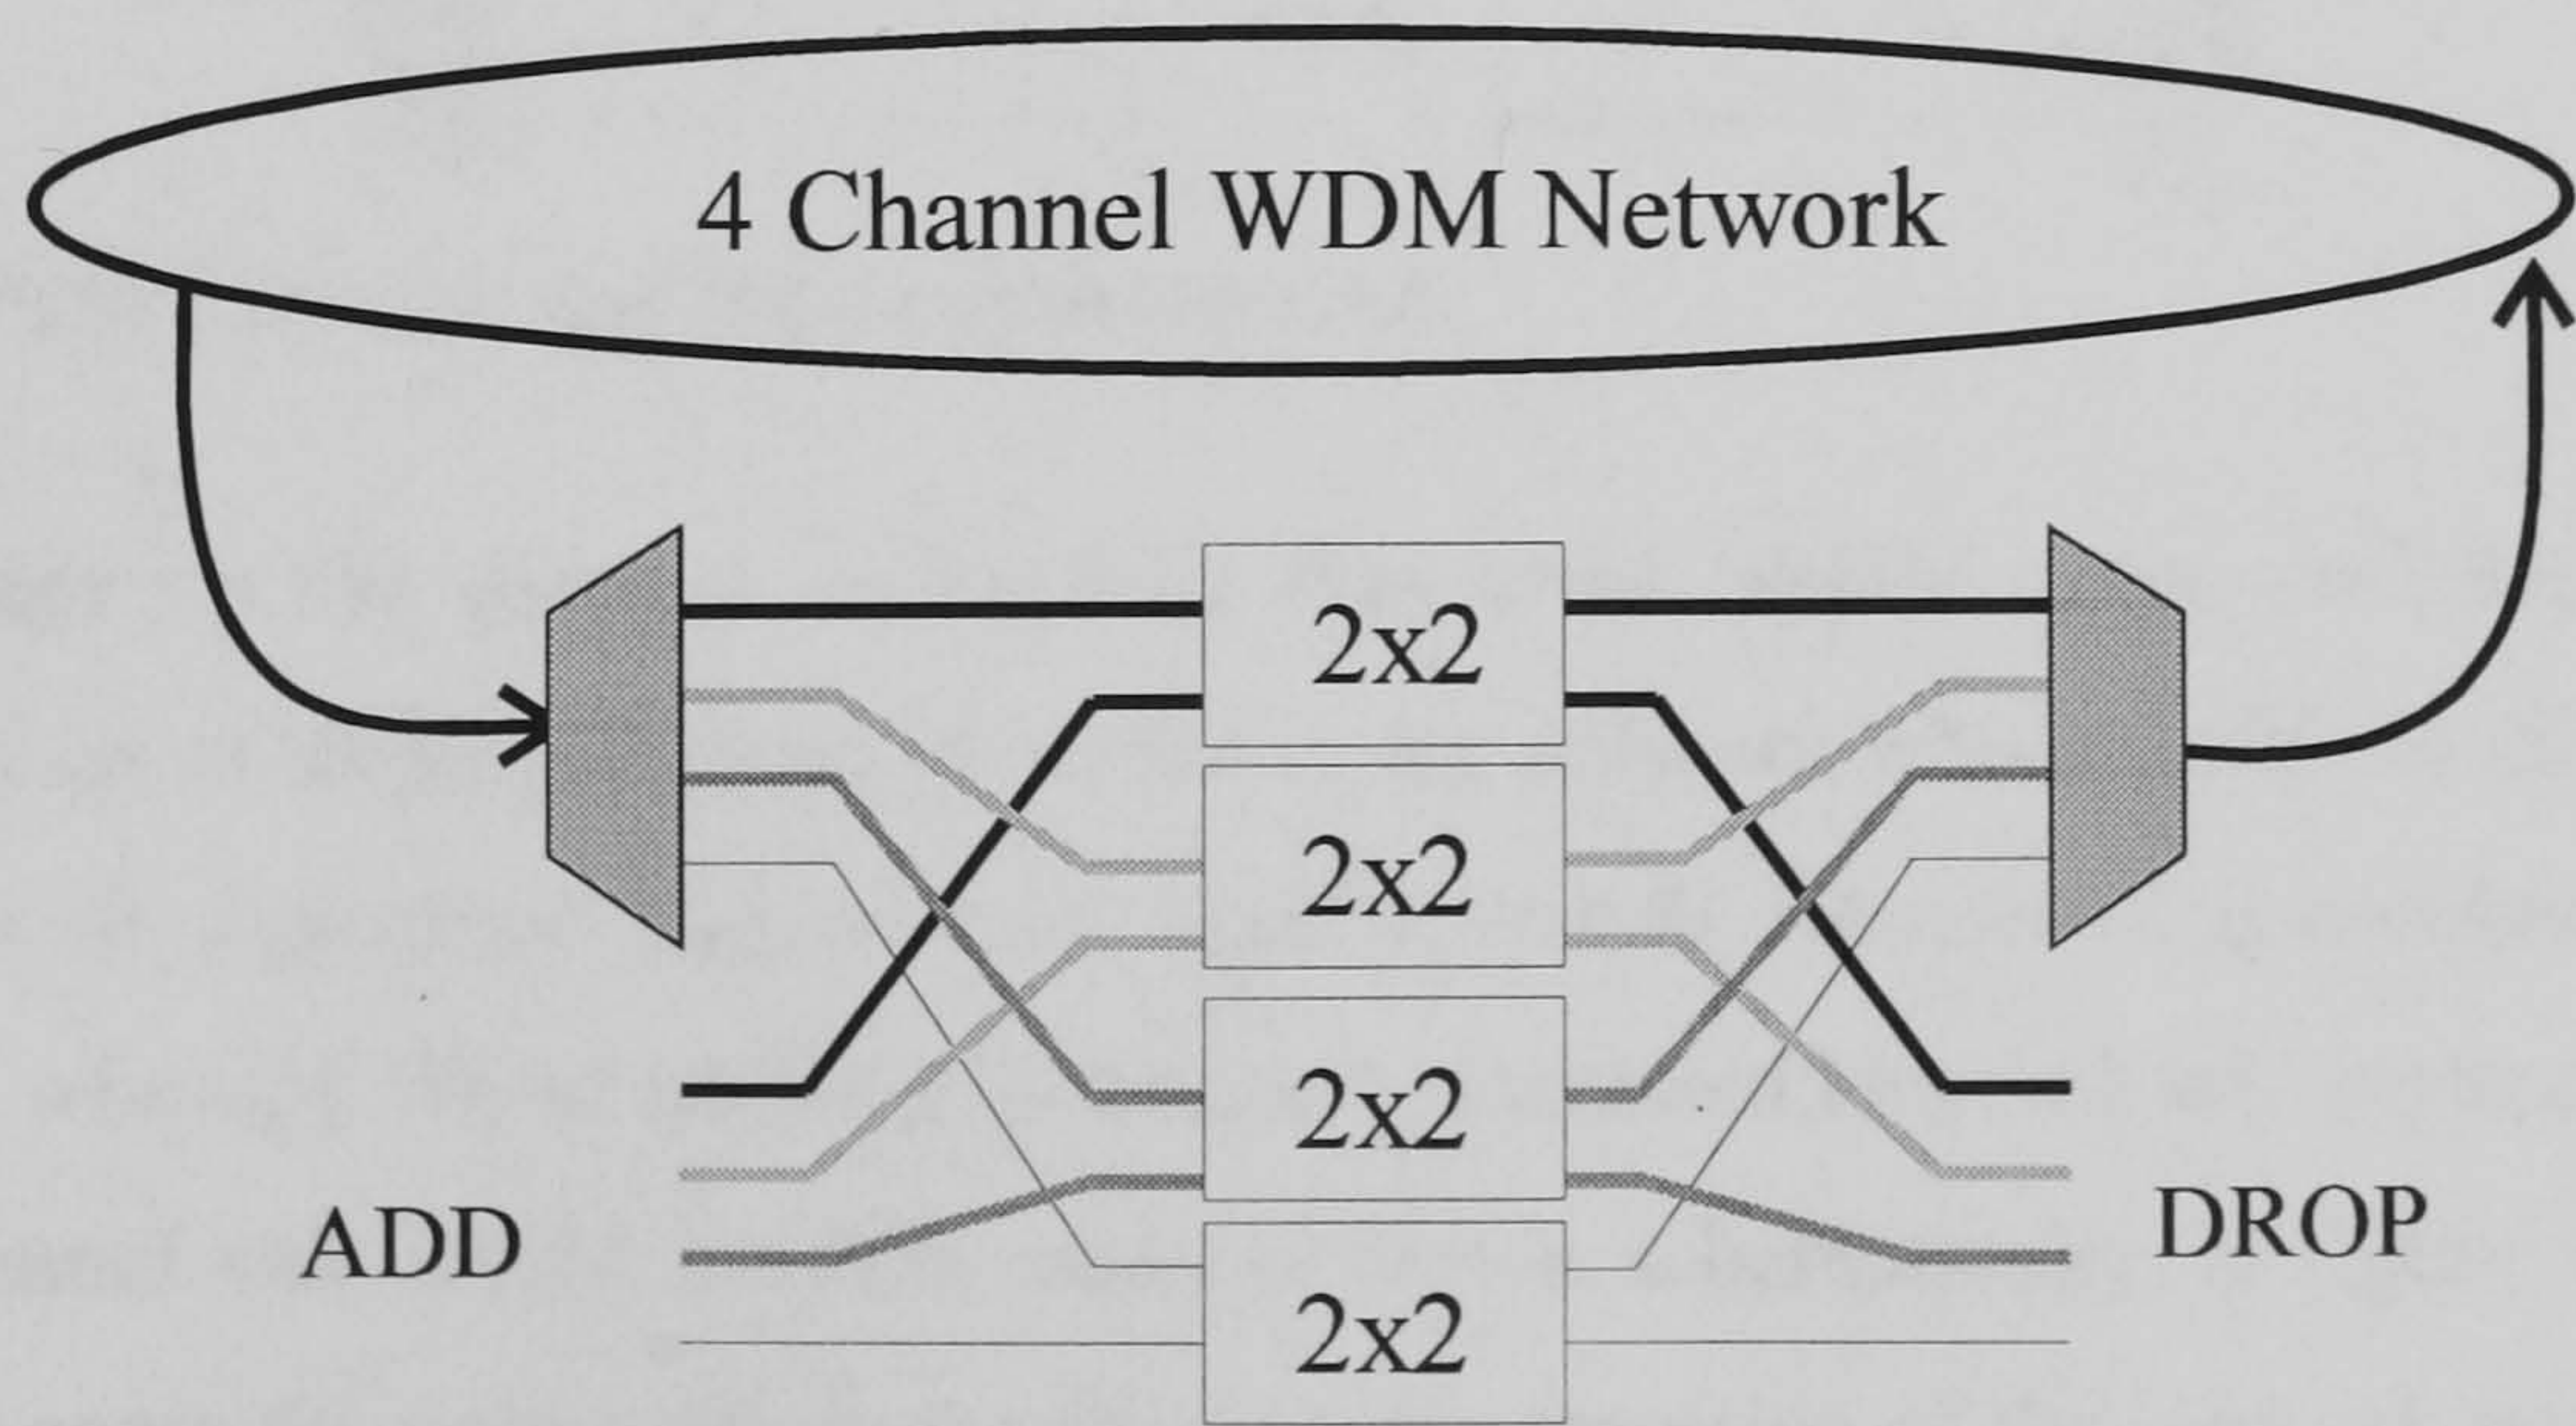 4 Channel WDM Network
2x2
2x2
2x2
2x2
ADD
DROP